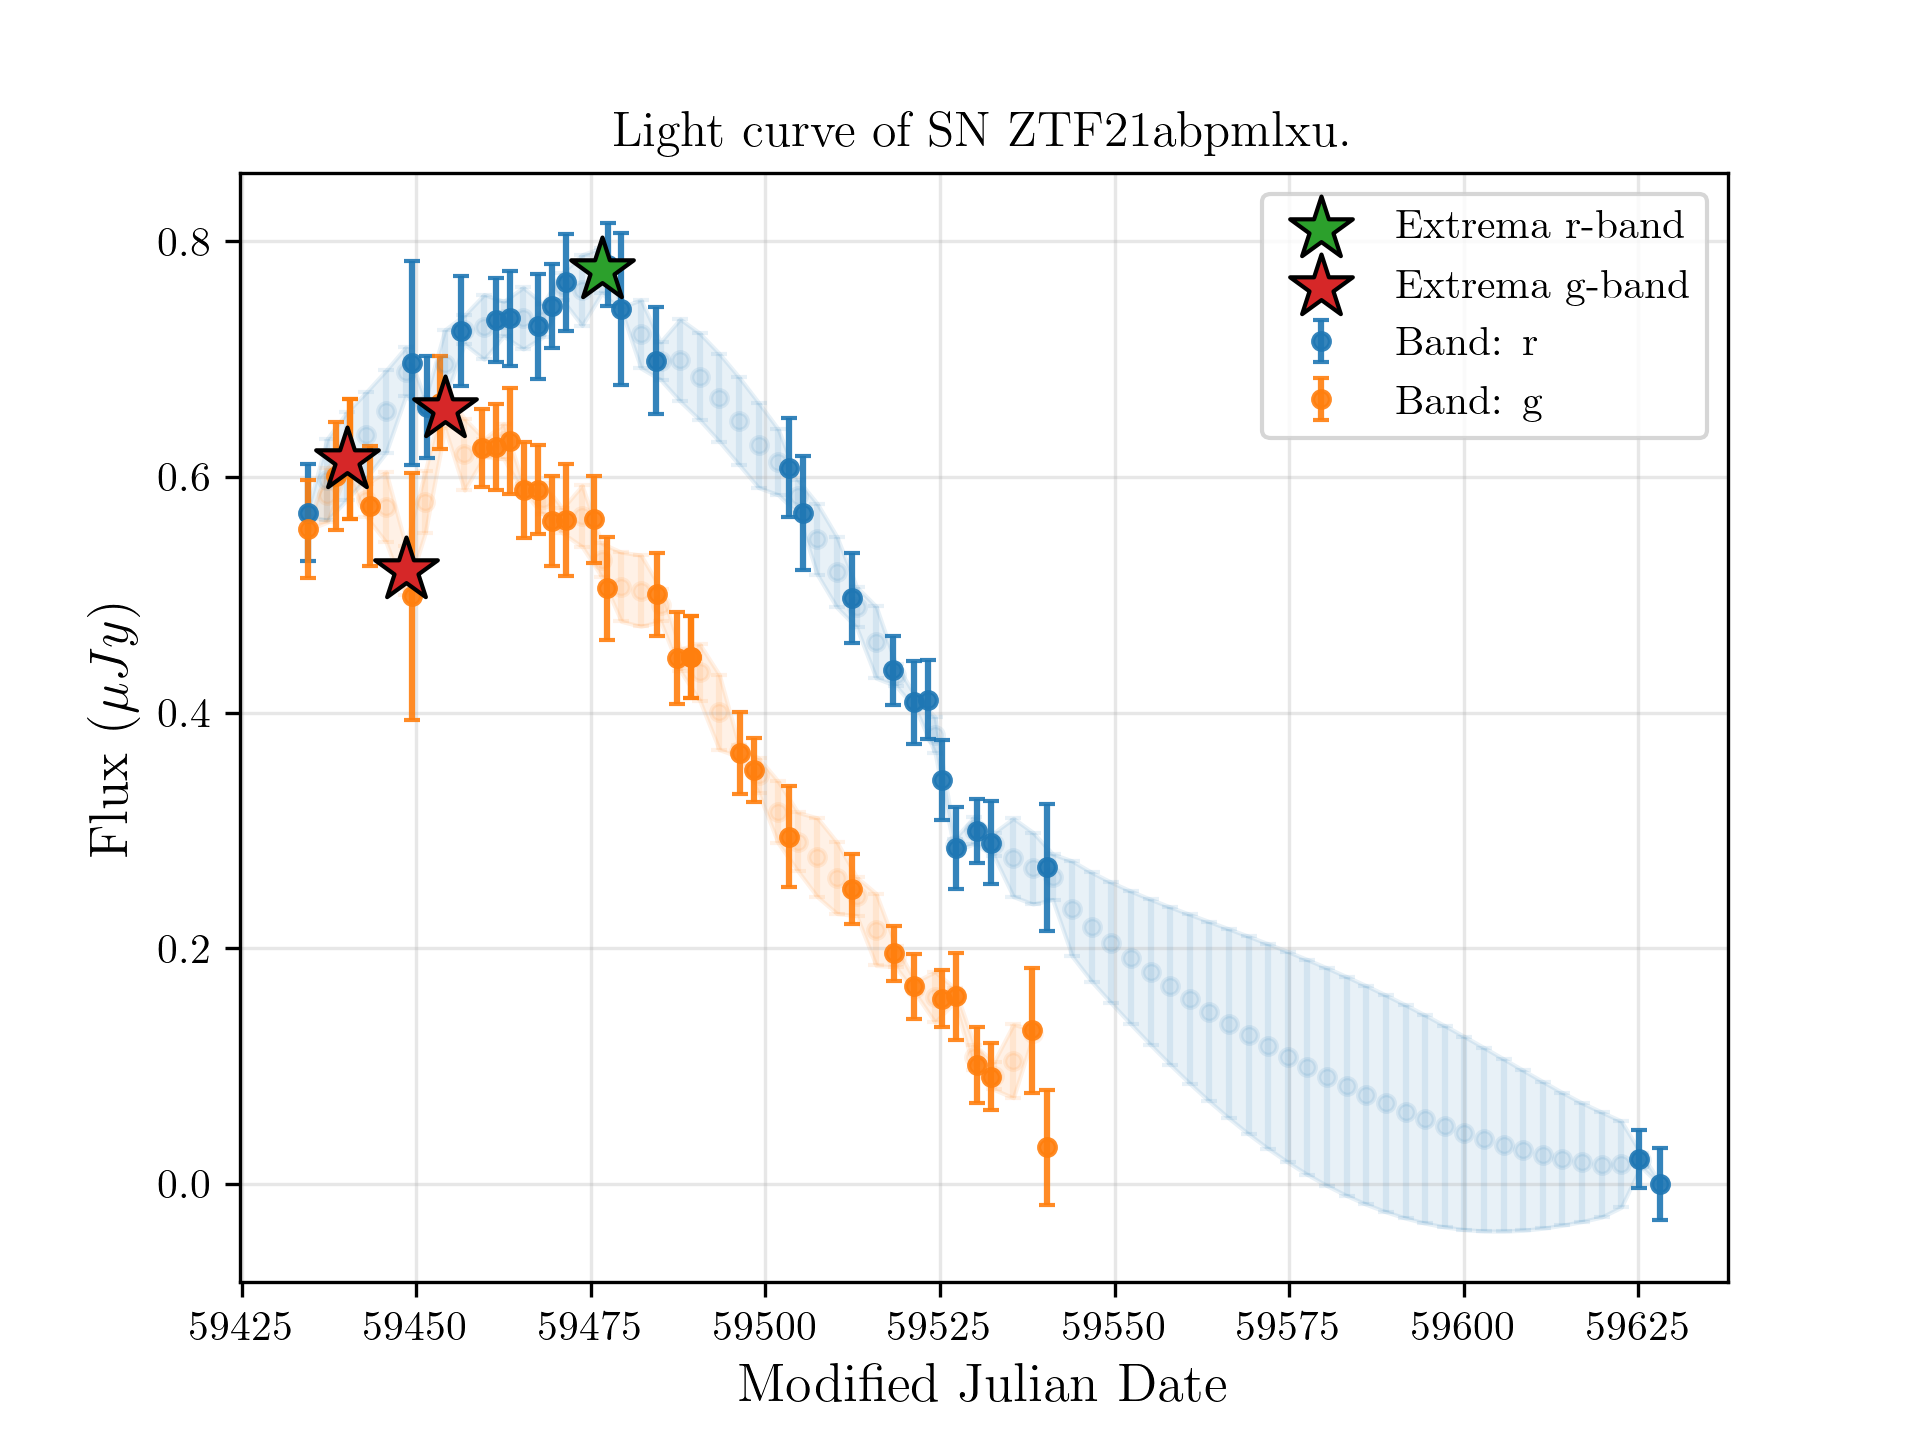 Light curve of SN ZTF21abpmlxu.
Extrema r-band
Extrema g-band
Band: r
Band: g
Flux (μJy)
0.8
0.6
0.4
0.2
0.0
59425 59450 59475 59500 59525 59550 59575 59600 59625
Modified Julian Date